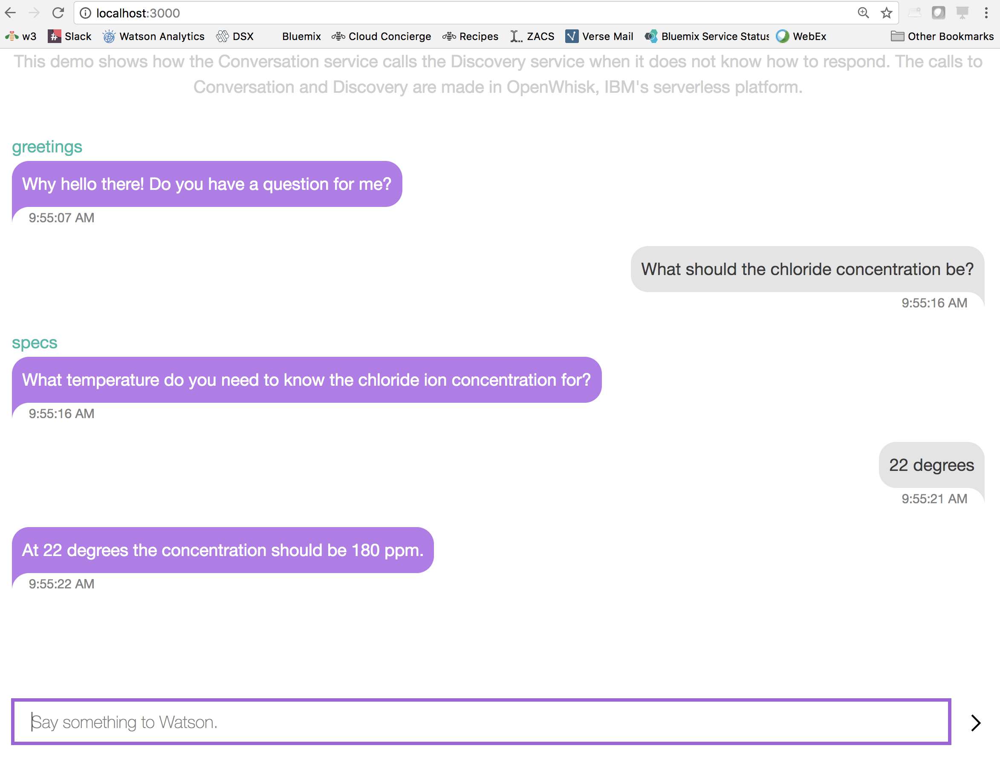 localhost:3000
w3 Slack Watson Analytics DSX Bluemix Cloud Concierge Recipes I... ZACS Verse Mail Bluemix Service Status WebEx Other Bookmarks
This demo shows how the Conversation service calls the Discovery service when it does not know how to respond. The calls to
Conversation and Discovery are made in OpenWhisk, IBM's serverless platform.
greetings
Why hello there! Do you have a question for me?
9:55:07 AM
What should the chloride concentration be?
9:55:16 AM
specs
What temperature do you need to know the chloride ion concentration for?
9:55:16 AM
22 degrees
9:55:21 AM
At 22 degrees the concentration should be 180 ppm.
9:55:22 AM
Say something to Watson.